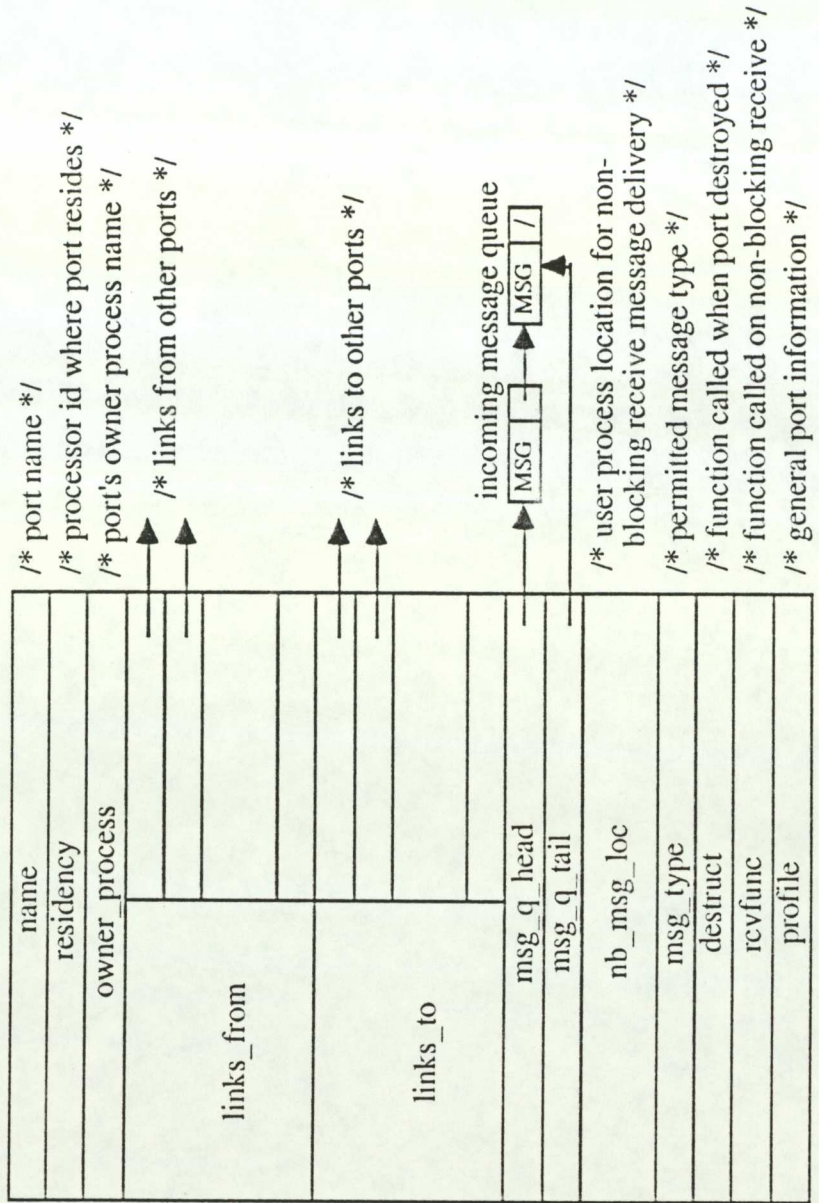 name
/* port name */
residency
/* processor id where port resides */
owner_process
/* port's owner process name */
links_from
/* links from other ports */
links_to
/* links to other ports */
incoming message queue
msg_q_head
MSG
MSG /
msg_q_tail
nb_msg_loc
/* user process location for non-
blocking receive message delivery */
msg_type
/* permitted message type */
destruct
/* function called when port destroyed */
rcvfunc
/* function called on non-blocking receive */
profile
/* general port information */